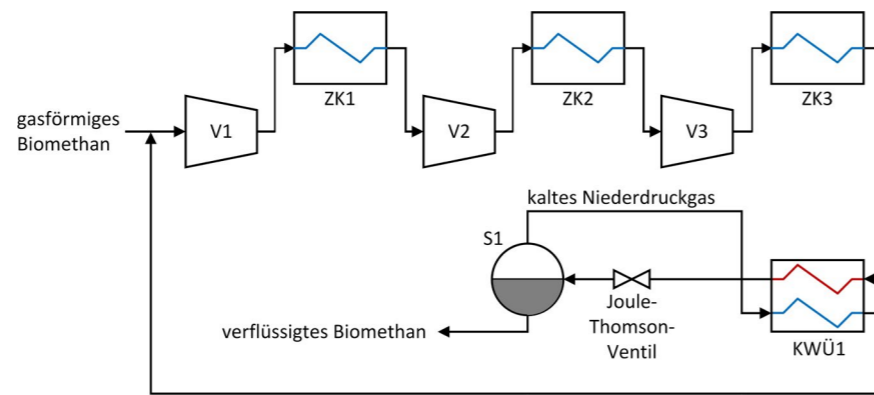 ZK1
ZK2
ZK3
gasförmiges
Biomethan
V1
V2
V3
kaltes Niederdruckgas
S1
Joule-
Thomson-
Ventil
verflüssigtes Biomethan
KWÜ1